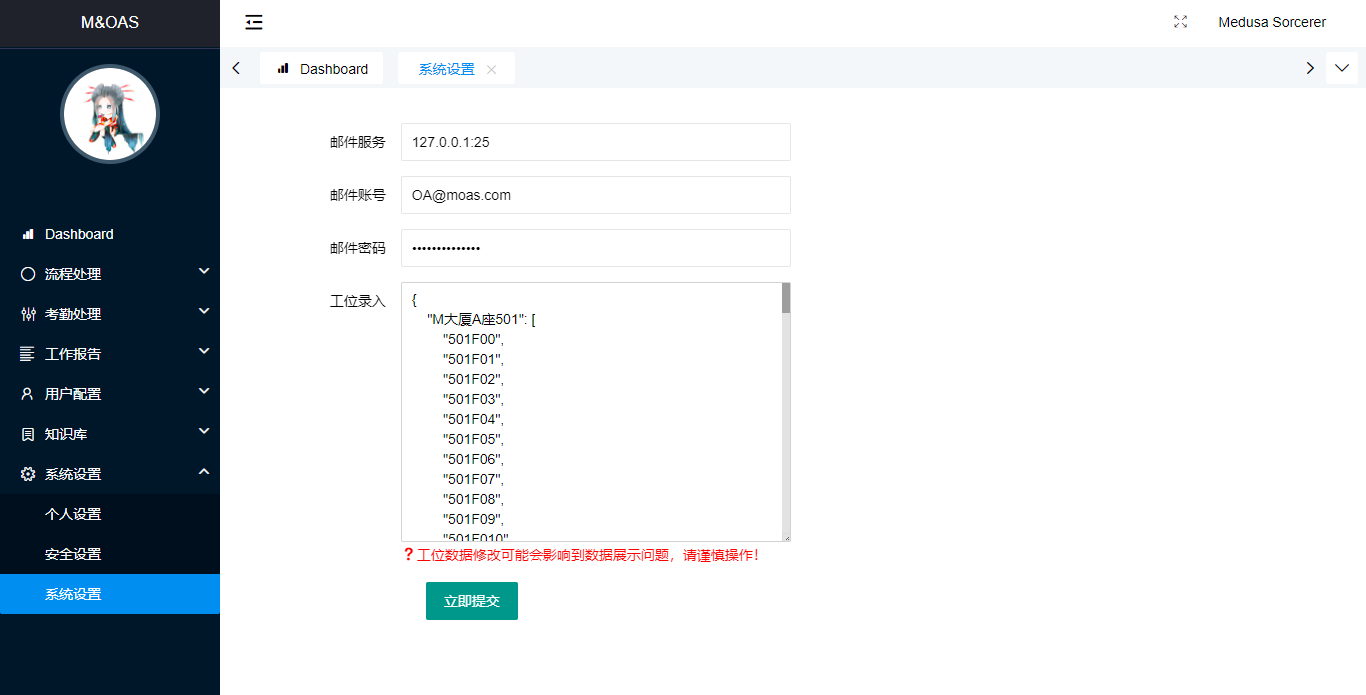 M&OAS
Medusa Sorcerer
Dashboard
系统设置
Dashboard
流程处理
考勤处理
工作报告
用户配置
知识库
系统设置
个人设置
安全设置
系统设置
邮件服务
127.0.0.1:25
邮件账号
OA@moas.com
邮件密码
••••••••••••••
工位录入
{
"M大厦A座501": [
"501F00",
"501F01",
"501F02",
"501F03",
"501F04",
"501F05",
"501F06",
"501F07",
"501F08",
"501F09",
"501F010"
?工位数据修改可能会影响到数据展示问题，请谨慎操作！
立即提交